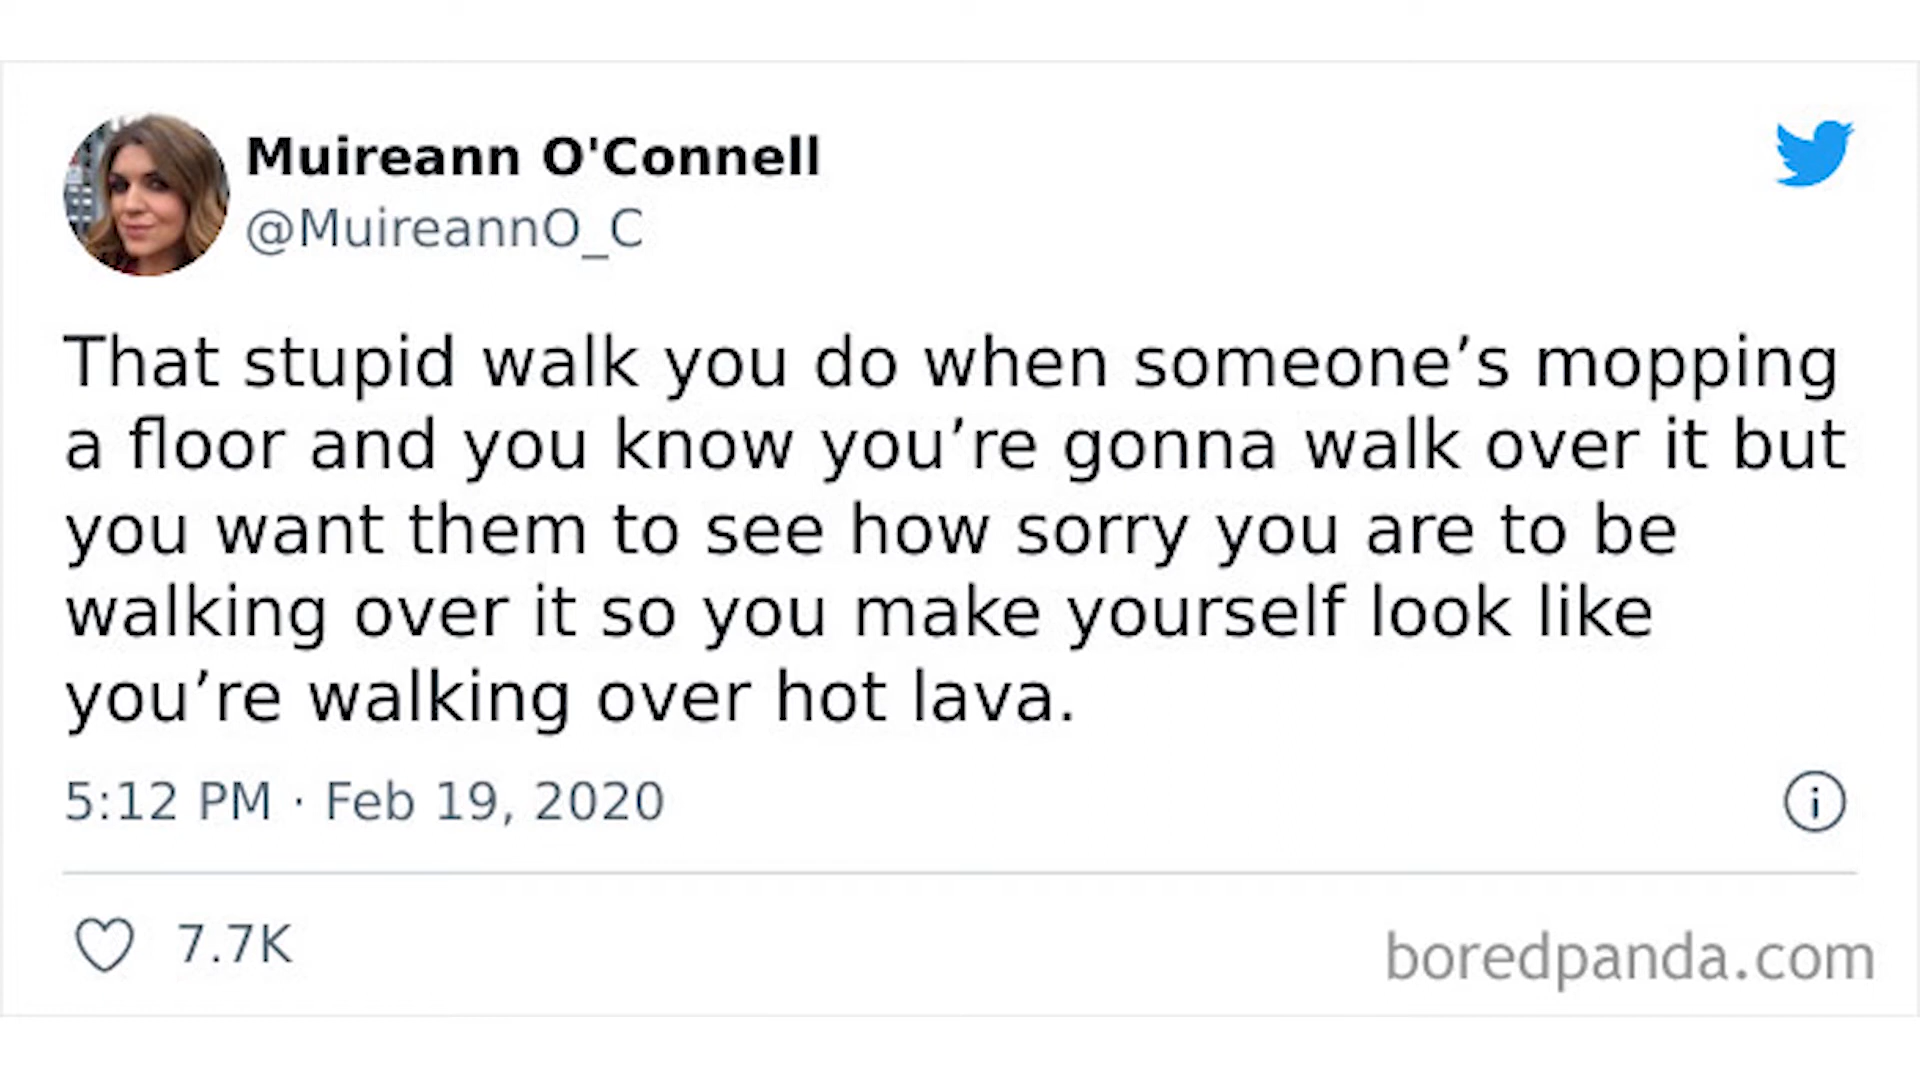 Muireann O'Connell
@MuireannO_C
That stupid walk you do when someone’s mopping
a floor and you know you’re gonna walk over it but
you want them to see how sorry you are to be
walking over it so you make yourself look like
you’re walking over hot lava.
5:12 PM · Feb 19, 2020
7.7K
boredpanda.com